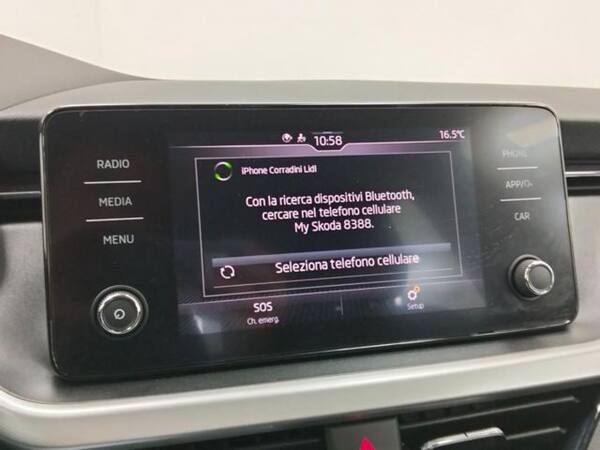 10:58
16.5°C
RADIO
MEDIA
MENU
iPhone Corradini Lidl
Con la ricerca dispositivi Bluetooth,
cercare nel telefono cellulare
My Skoda 8388.
Seleziona telefono cellulare
SOS
Ch. emerg.
Setup
PHONE
APP/
CAR